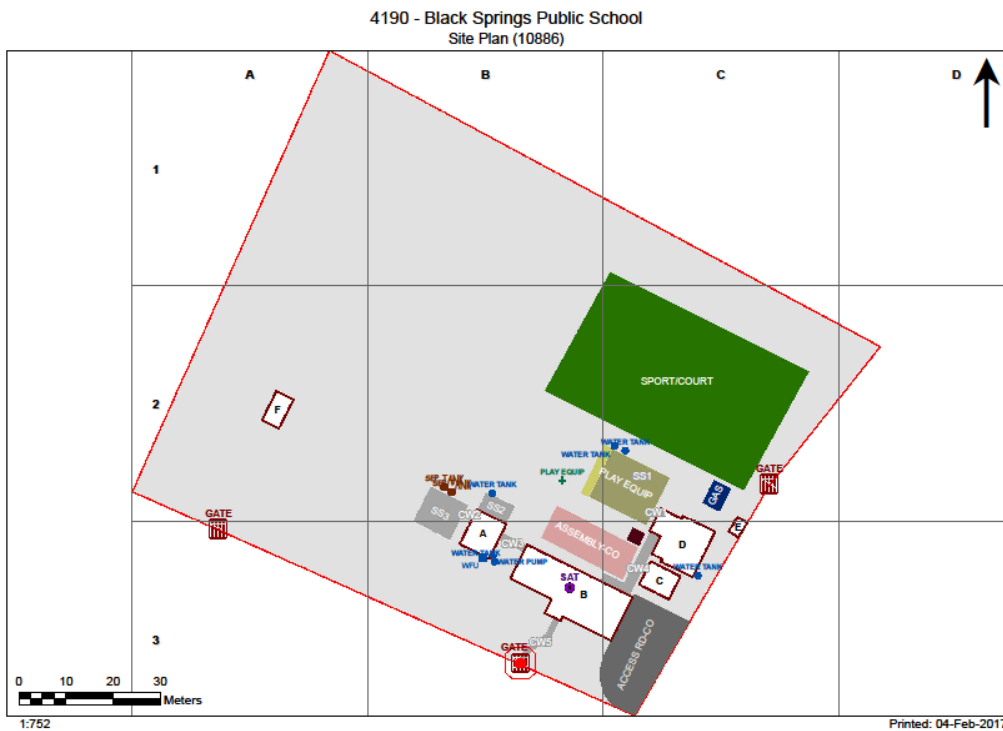 4190 - Black Springs Public School
Site Plan (10886)
A B C D
1
SPORT/COURT
2
F
WATER TANK
WATER TANK
PLAY EQUIP
SS1
PLAY EQUIP
GATE
GAS
WATER TANK
SS2
SS3
CW2
GATE
CW1
E
A
CW3
ASSEMBLY-CO
D
WATER TANK
WATER PUMP
WFU
CW4
WATER TANK
C
SAT
B
3
CW5
GATE
ACCESS RD-CO
0 10 20 30
Meters
1:752
Printed: 04-Feb-2017